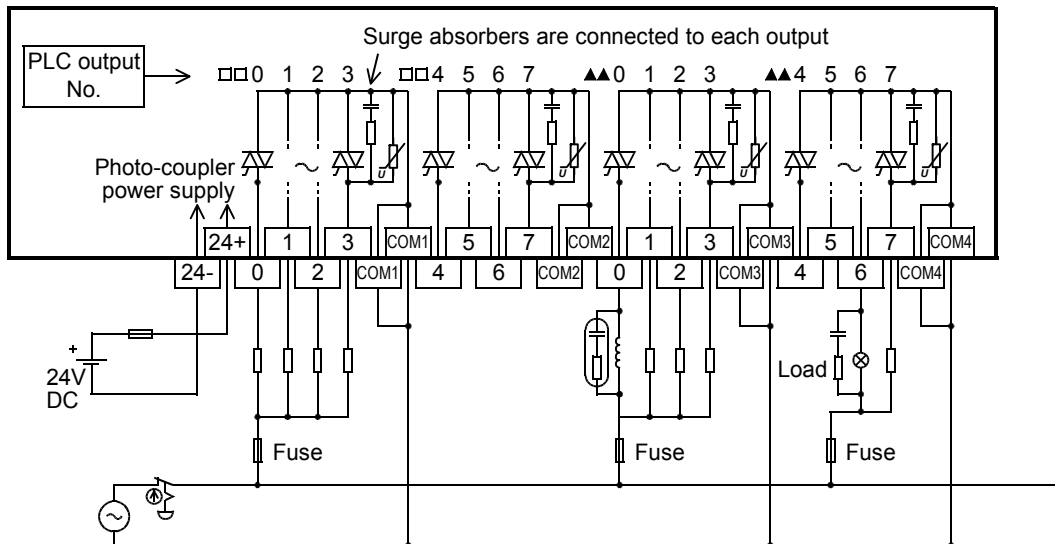 Surge absorbers are connected to each output
PLC output
No.
□□0 1 2 3 □□4 5 6 7 ▲▲0 1 2 3 ▲▲4 5 6 7
Photo-coupler
power supply
U U U U
24+ 1 3 COM1 5 7 COM2 1 3 COM3 5 7 COM4
24- 0 2 COM1 4 6 COM2 0 2 COM3 4 6 COM4
+
24V
DC
Load
Fuse Fuse Fuse